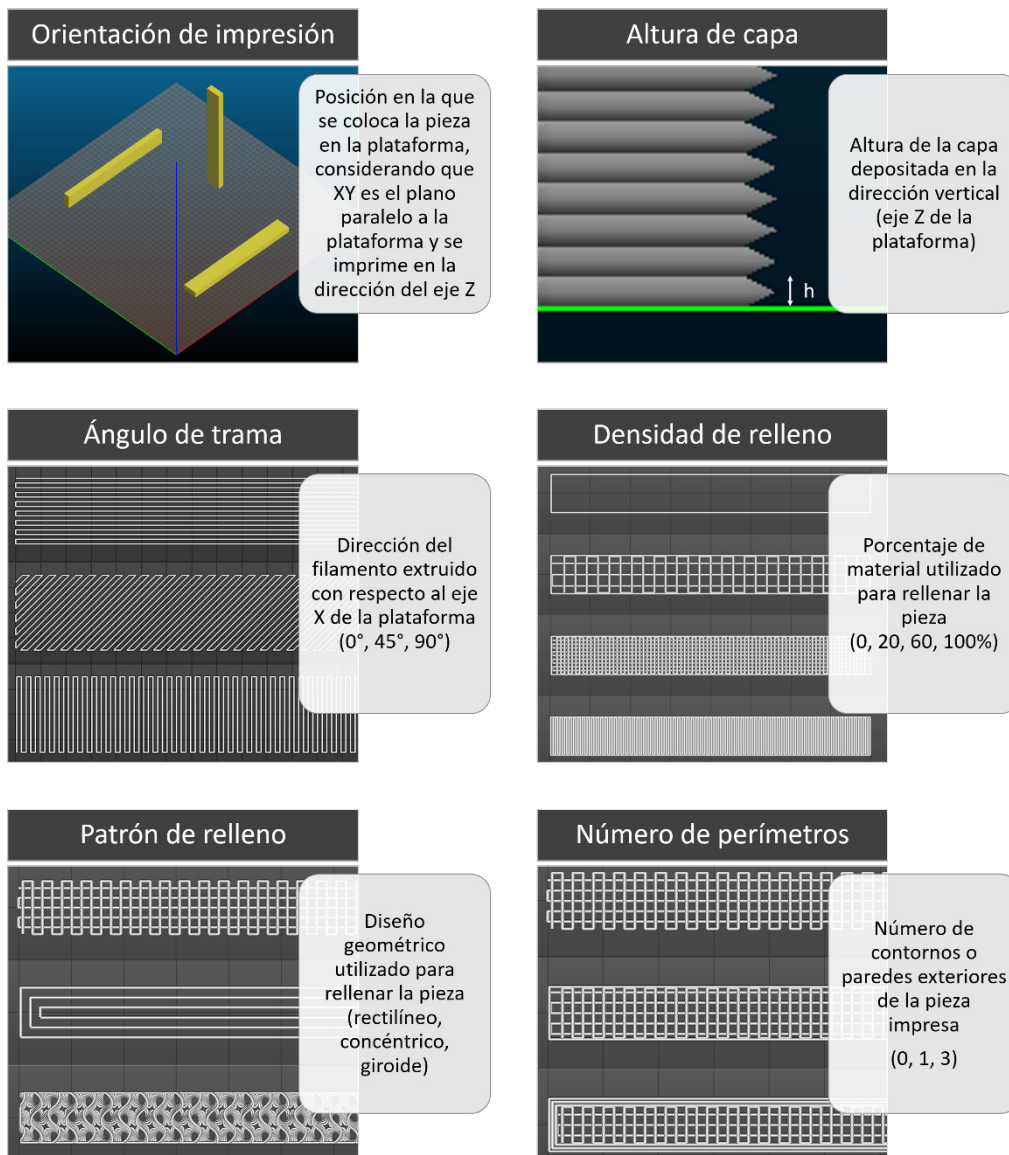 Orientación de impresión
Posición en la que
se coloca la pieza
en la plataforma,
considerando que
XY es el plano
paralelo a la
plataforma y se
imprime en la
dirección del eje Z
Altura de capa
h
Altura de la capa
depositada en la
dirección vertical
(eje Z de la
plataforma)
Ángulo de trama
Dirección del
filamento extruido
con respecto al eje
X de la plataforma
(0°, 45°, 90°)
Densidad de relleno
Porcentaje de
material utilizado
para rellenar la
pieza
(0, 20, 60, 100%)
Patrón de relleno
Diseño
geométrico
utilizado para
rellenar la pieza
(rectilíneo,
concéntrico,
giroide)
Número de perímetros
Número de
contornos o
paredes exteriores
de la pieza
impresa
(0, 1, 3)